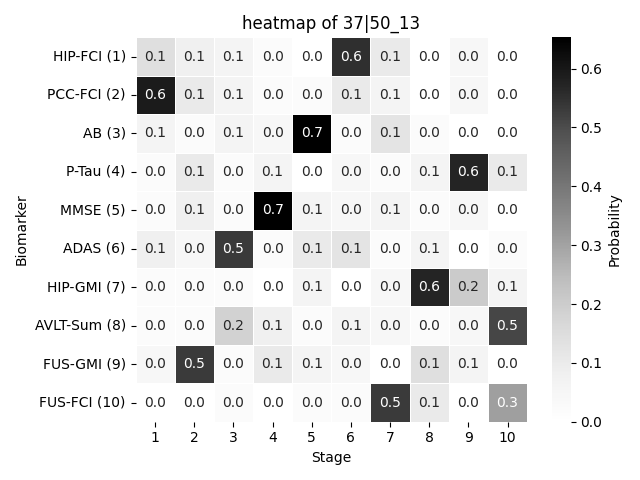 heatmap of 37|50_13
HIP-FCI (1) 0.1 0.1 0.1 0.0 0.0 0.6 0.1 0.0 0.0 0.0
PCC-FCI (2) 0.6 0.1 0.1 0.0 0.0 0.1 0.1 0.0 0.0 0.0
AB (3) 0.1 0.0 0.1 0.0 0.7 0.0 0.1 0.0 0.0 0.0
P-Tau (4) 0.0 0.1 0.0 0.1 0.0 0.0 0.0 0.1 0.6 0.1
MMSE (5) 0.0 0.1 0.0 0.7 0.1 0.0 0.1 0.0 0.0 0.0
ADAS (6) 0.1 0.0 0.5 0.0 0.1 0.1 0.0 0.1 0.0 0.0
HIP-GMI (7) 0.0 0.0 0.0 0.0 0.1 0.0 0.0 0.6 0.2 0.1
AVLT-Sum (8) 0.0 0.0 0.2 0.1 0.0 0.1 0.0 0.0 0.0 0.5
FUS-GMI (9) 0.0 0.5 0.0 0.1 0.1 0.0 0.0 0.1 0.1 0.0
FUS-FCI (10) 0.0 0.0 0.0 0.0 0.0 0.0 0.5 0.1 0.0 0.3
1 2 3 4 5 6 7 8 9 10
Stage
Biomarker
0.6
0.5
0.4
0.3
0.2
0.1
0.0
Probability